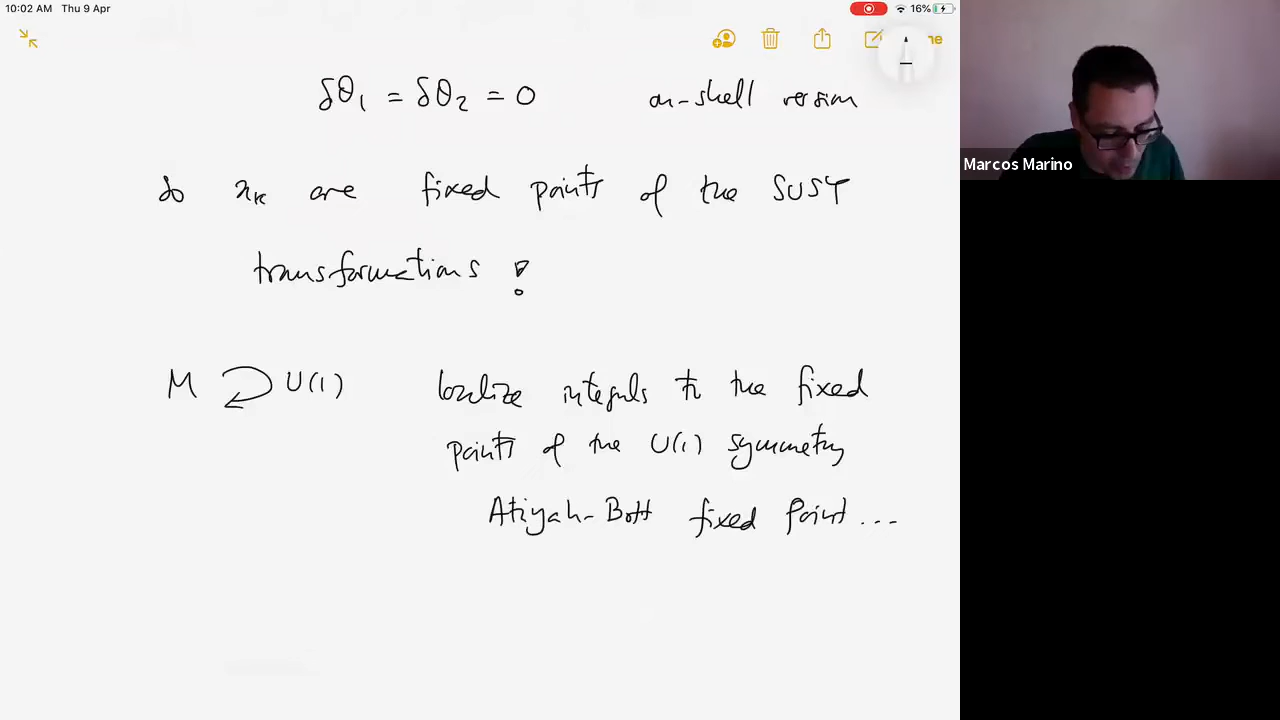 10:02 AM Thu 9 Apr
16%
δθ₁ = δθ₂ = 0 on-shell version
Marcos Marino
so xₖ are fixed points of the SUSY
transformations !
M U(1) localize integrals to the fixed
points of the U(1) symmetry
Atiyah-Bott fixed point ...